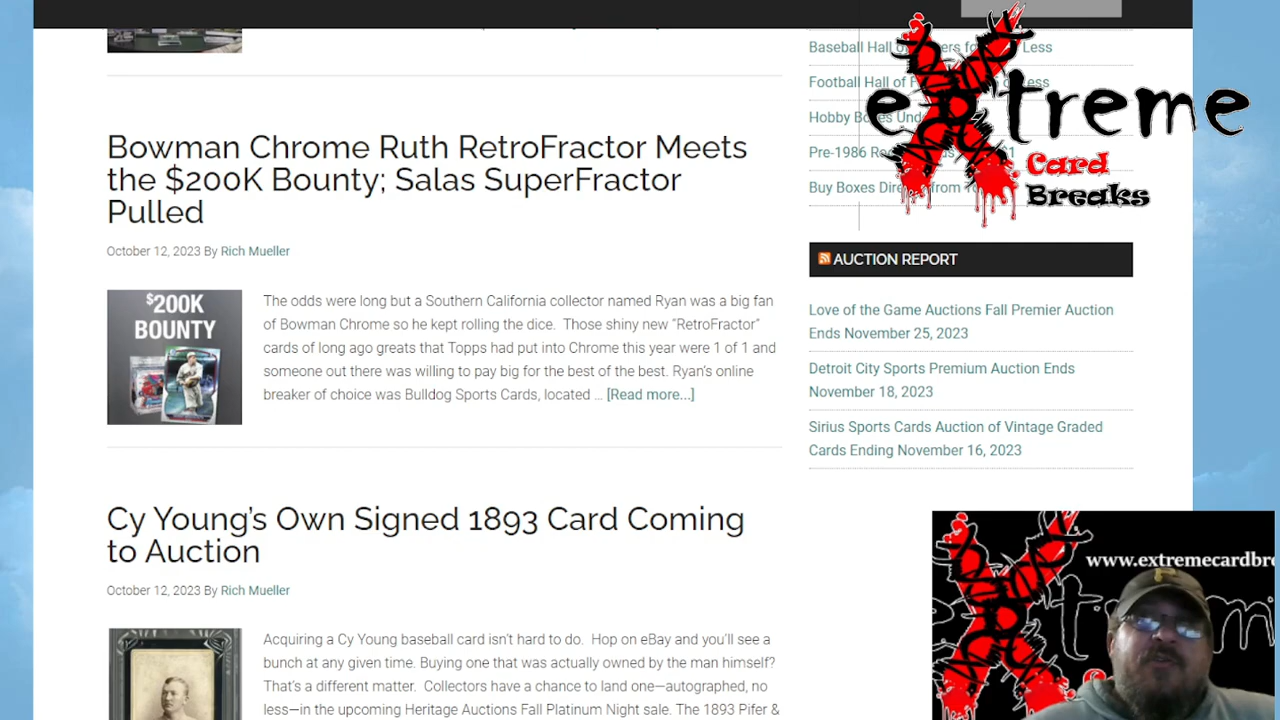 Bowman Chrome Ruth RetroFractor Meets
the $200K Bounty; Salas SuperFractor
Pulled
October 12, 2023 By Rich Mueller
$200K
BOUNTY
The odds were long but a Southern California collector named Ryan was a big fan
of Bowman Chrome so he kept rolling the dice. Those shiny new “RetroFractor”
cards of long ago greats that Topps had put into Chrome this year were 1 of 1 and
someone out there was willing to pay big for the best of the best. Ryan’s online
breaker of choice was Bulldog Sports Cards, located ... [Read more...]
Cy Young’s Own Signed 1893 Card Coming
to Auction
October 12, 2023 By Rich Mueller
Acquiring a Cy Young baseball card isn’t hard to do. Hop on eBay and you’ll see a
bunch at any given time. Buying one that was actually owned by the man himself?
That’s a different matter. Collectors have a chance to land one—autographed, no
less—in the upcoming Heritage Auctions Fall Platinum Night sale. The 1893 Pifer &
Baseball Hall Less
Football Hall of Less
Hobby Boxes
Pre-1986
Buy Boxes from
eXtreme
Card
Breaks
AUCTION REPORT
Love of the Game Auctions Fall Premier Auction
Ends November 25, 2023
Detroit City Sports Premium Auction Ends
November 18, 2023
Sirius Sports Cards Auction of Vintage Graded
Cards Ending November 16, 2023
www.extremecardbre